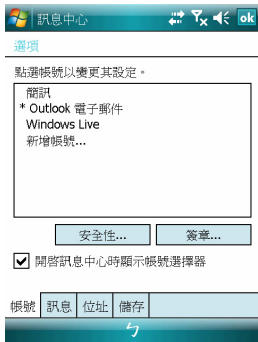 訊息中心 ok
選項
點選帳號以變更其設定。
簡訊
* Outlook 電子郵件
Windows Live
新增帳號...
安全性... 簽章...
開啓訊息中心時顯示帳號選擇器
帳號 訊息 位址 儲存